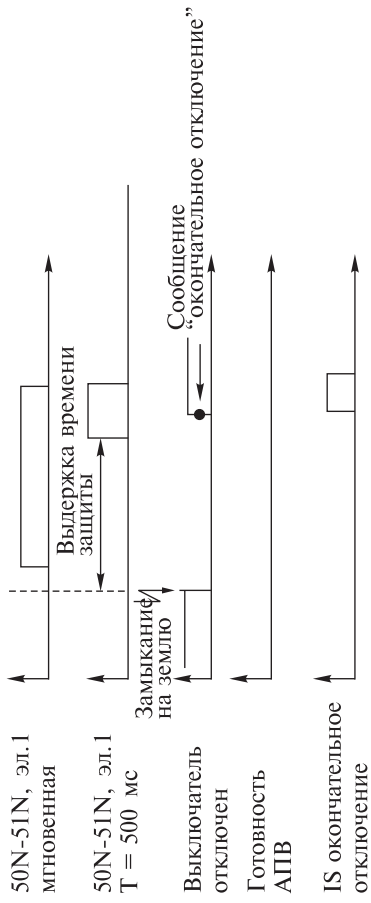 50N-51N, эл.1
мгновенная
Выдержка времени
защиты
50N-51N, эл.1
T = 500 мс
Замыкание
на землю
Сообщение
“окончательное отключение”
Выключатель
отключен
Готовность
АПВ
IS окончательное
отключение